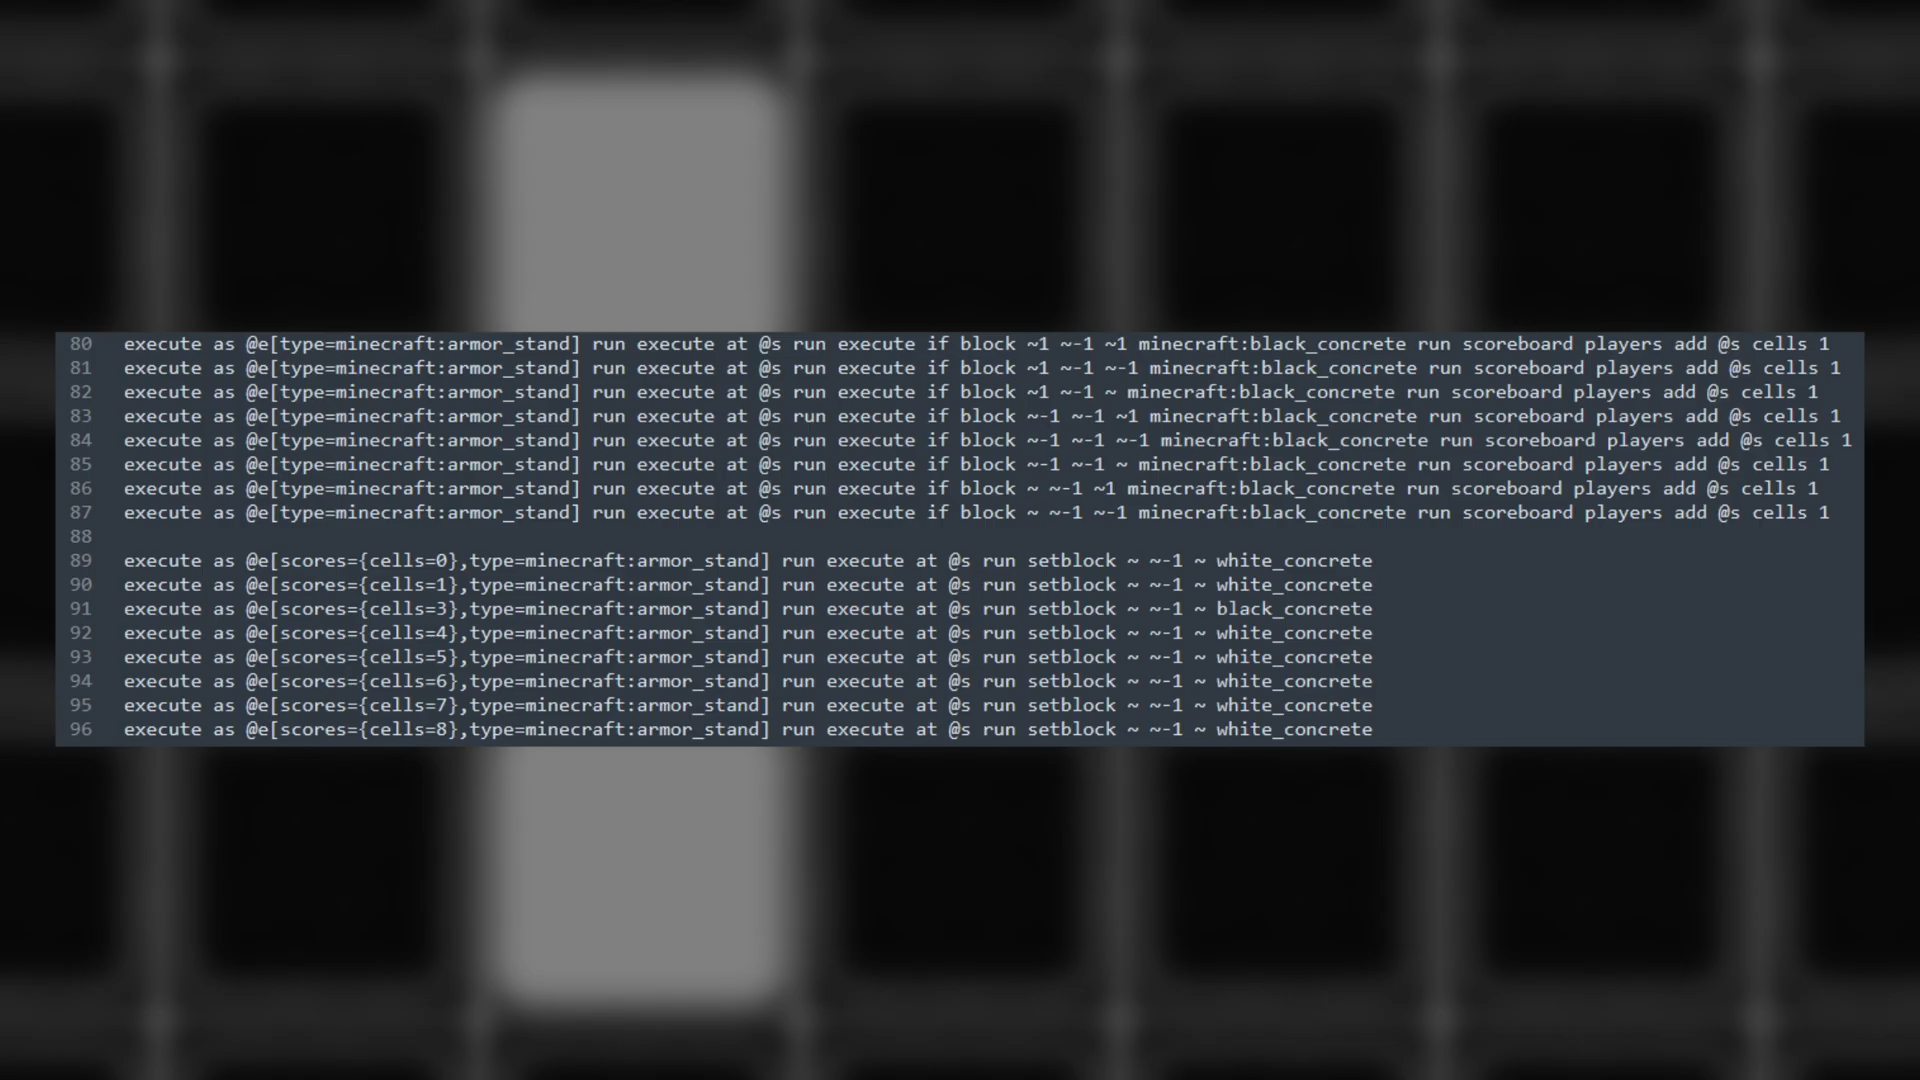 80 execute as @e[type=minecraft:armor_stand] run execute at @s run execute if block ~1 ~-1 ~1 minecraft:black_concrete run scoreboard players add @s cells 1
81 execute as @e[type=minecraft:armor_stand] run execute at @s run execute if block ~1 ~-1 ~-1 minecraft:black_concrete run scoreboard players add @s cells 1
82 execute as @e[type=minecraft:armor_stand] run execute at @s run execute if block ~1 ~-1 ~ minecraft:black_concrete run scoreboard players add @s cells 1
83 execute as @e[type=minecraft:armor_stand] run execute at @s run execute if block ~-1 ~-1 ~1 minecraft:black_concrete run scoreboard players add @s cells 1
84 execute as @e[type=minecraft:armor_stand] run execute at @s run execute if block ~-1 ~-1 ~-1 minecraft:black_concrete run scoreboard players add @s cells 1
85 execute as @e[type=minecraft:armor_stand] run execute at @s run execute if block ~-1 ~-1 ~ minecraft:black_concrete run scoreboard players add @s cells 1
86 execute as @e[type=minecraft:armor_stand] run execute at @s run execute if block ~ ~-1 ~1 minecraft:black_concrete run scoreboard players add @s cells 1
87 execute as @e[type=minecraft:armor_stand] run execute at @s run execute if block ~ ~-1 ~-1 minecraft:black_concrete run scoreboard players add @s cells 1
88
89 execute as @e[scores={cells=0},type=minecraft:armor_stand] run execute at @s run setblock ~ ~-1 ~ white_concrete
90 execute as @e[scores={cells=1},type=minecraft:armor_stand] run execute at @s run setblock ~ ~-1 ~ white_concrete
91 execute as @e[scores={cells=3},type=minecraft:armor_stand] run execute at @s run setblock ~ ~-1 ~ black_concrete
92 execute as @e[scores={cells=4},type=minecraft:armor_stand] run execute at @s run setblock ~ ~-1 ~ white_concrete
93 execute as @e[scores={cells=5},type=minecraft:armor_stand] run execute at @s run setblock ~ ~-1 ~ white_concrete
94 execute as @e[scores={cells=6},type=minecraft:armor_stand] run execute at @s run setblock ~ ~-1 ~ white_concrete
95 execute as @e[scores={cells=7},type=minecraft:armor_stand] run execute at @s run setblock ~ ~-1 ~ white_concrete
96 execute as @e[scores={cells=8},type=minecraft:armor_stand] run execute at @s run setblock ~ ~-1 ~ white_concrete